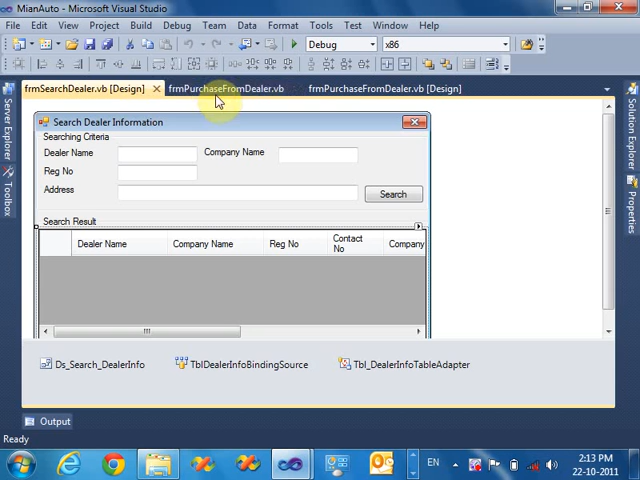 MianAuto - Microsoft Visual Studio
File Edit View Project Build Debug Team Data Format Tools Test Window Help
Debug x86
frmSearchDealer.vb [Design] frmPurchaseFromDealer.vb frmPurchaseFromDealer.vb [Design]
Server Explorer
Toolbox
Solution Explorer
Properties
Search Dealer Information
Searching Criteria
Dealer Name Company Name
Reg No
Address Search
Search Result
Dealer Name Company Name Reg No Contact No Company
Ds_Search_DealerInfo TblDealerInfoBindingSource Tbl_DealerInfoTableAdapter
Output
Ready
EN 2:13 PM
22-10-2011